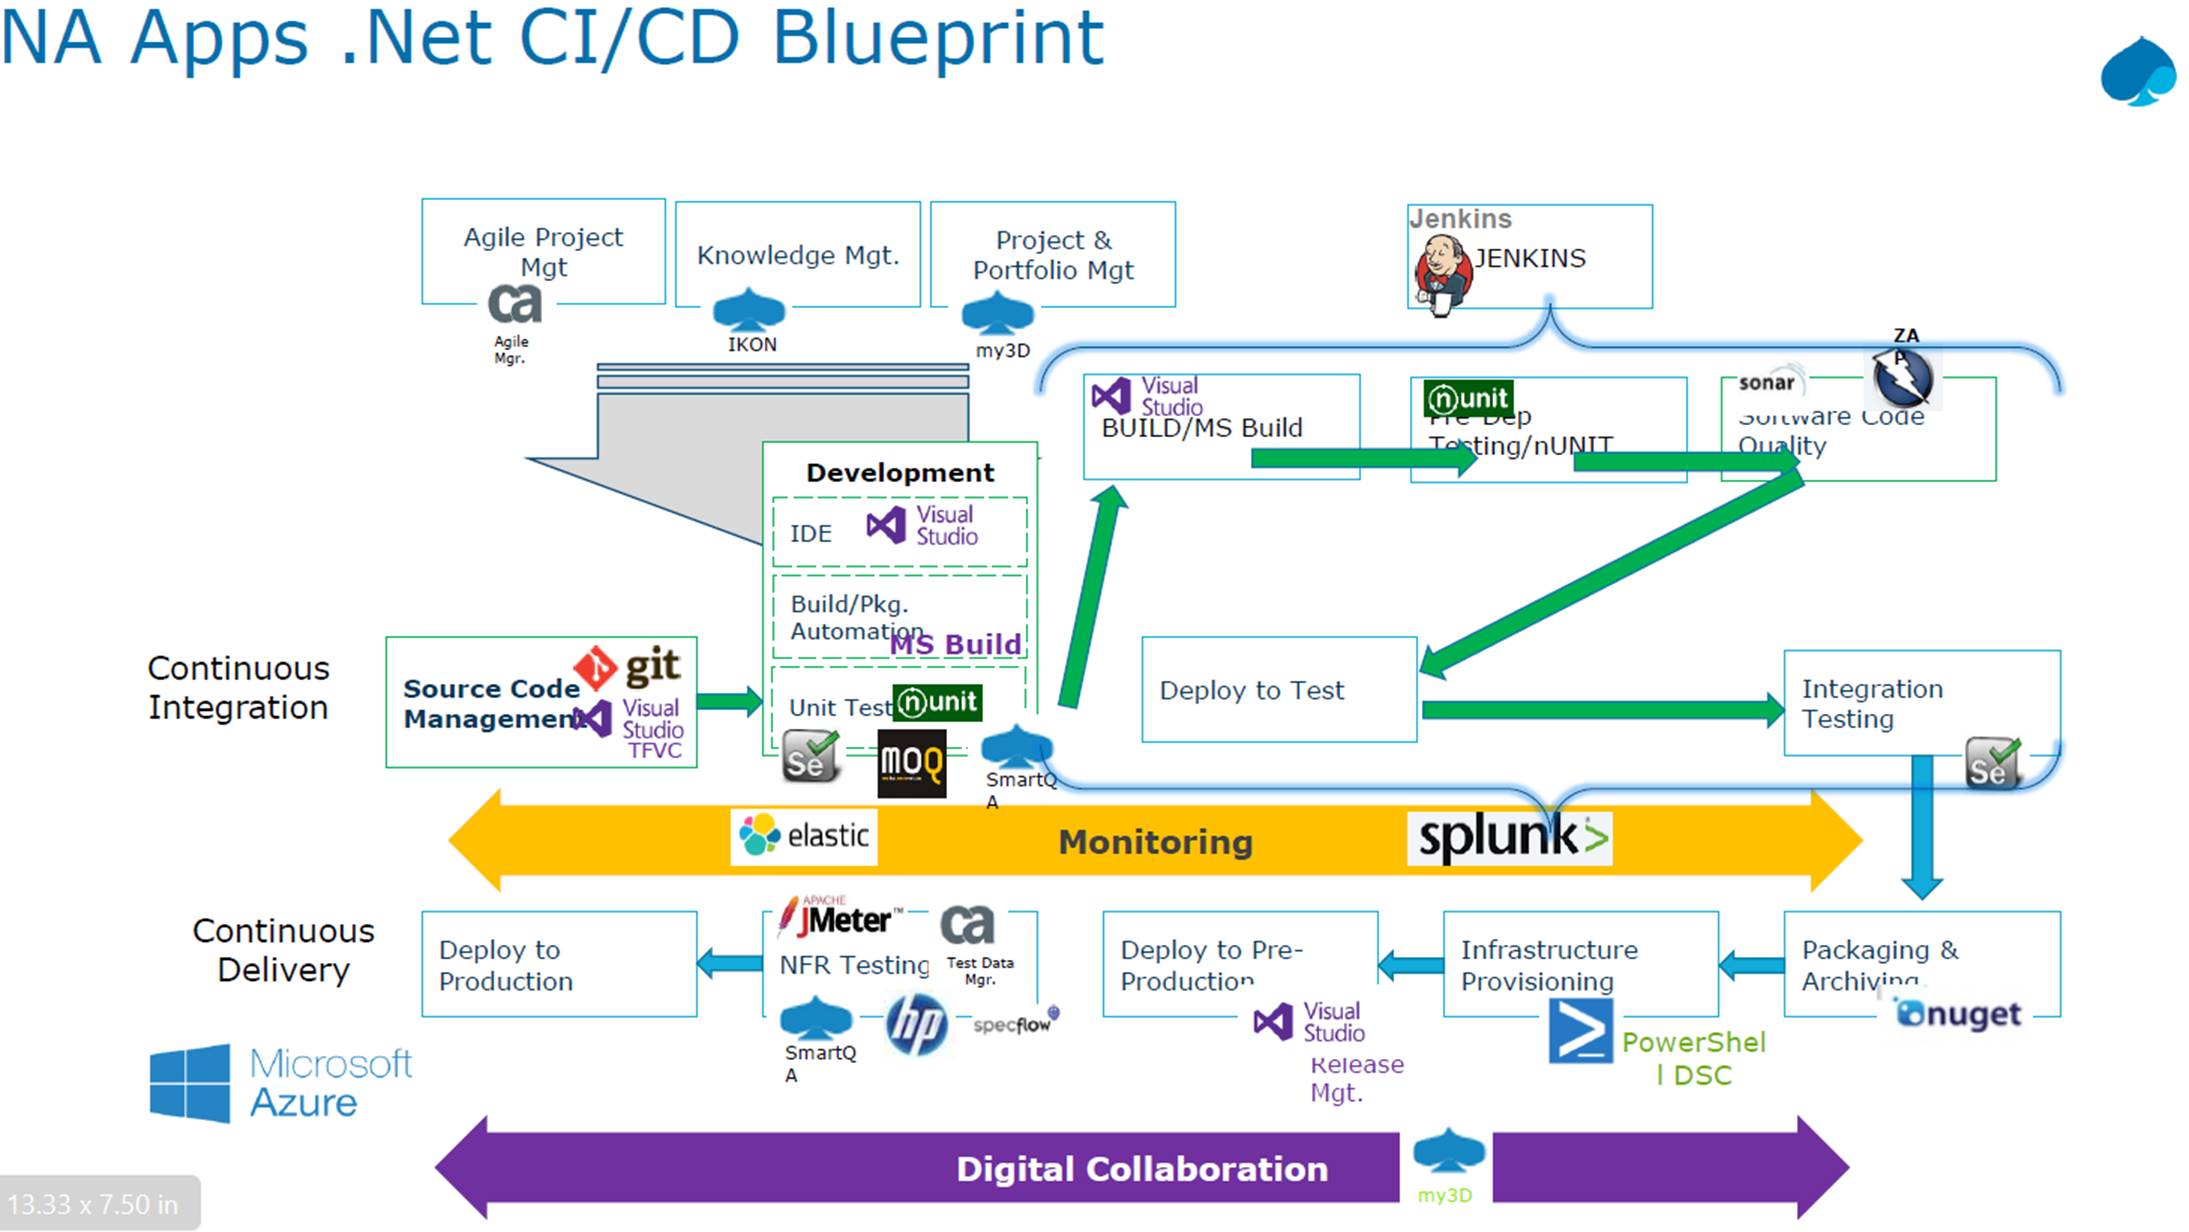 NA Apps .Net CI/CD Blueprint
Agile Project
Mgt
ca
Agile
Mgr.
Knowledge Mgt.
IKON
Project &
Portfolio Mgt
my3D
Jenkins
JENKINS
Visual
Studio
BUILD/MS Build
nunit
Pre-Dep
Testing/nUNIT
sonar
ZA
P
Software Code
Quality
Development
IDE
Visual
Studio
Build/Pkg.
Automation
MS Build
Unit Test
nunit
Se
moq
SmartQ
A
Continuous
Integration
Source Code
Management
git
Visual
Studio
TFVC
Deploy to Test
Integration
Testing
Se
elastic
Monitoring
splunk>
Continuous
Delivery
Deploy to
Production
APACHE
JMeter™
NFR Testing
ca
Test Data
Mgr.
SmartQ
A
hp
specflow
Deploy to Pre-
Production
Visual
Studio
Release
Mgt.
Infrastructure
Provisioning
PowerShel
l DSC
Packaging &
Archiving
nuget
Microsoft
Azure
Digital Collaboration
my3D
13.33 x 7.50 in